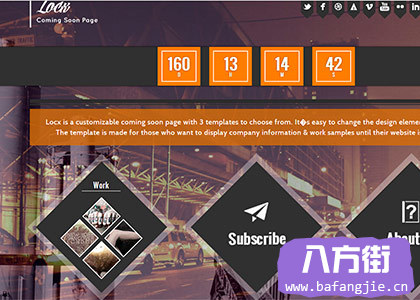 Locx
Coming Soon Page
160 13 14 42
D H M S
Locx is a customizable coming soon page with 3 templates to choose from. It�s easy to change the design eleme
The template is made for those who want to display company information & work samples until their website i
Work
Subscribe
About
八方街
www.bafangjie.cn